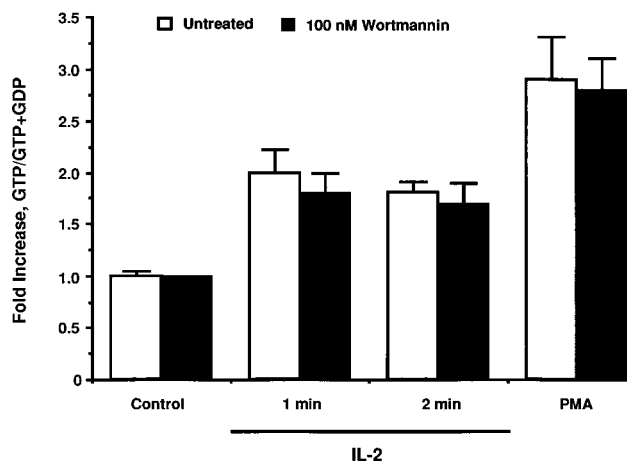 Untreated 100 nM Wortmannin
Fold Increase, GTP/GTP+GDP
3.5
3.0
2.5
2.0
1.5
1.0
0.5
0
Control 1 min 2 min PMA
IL-2